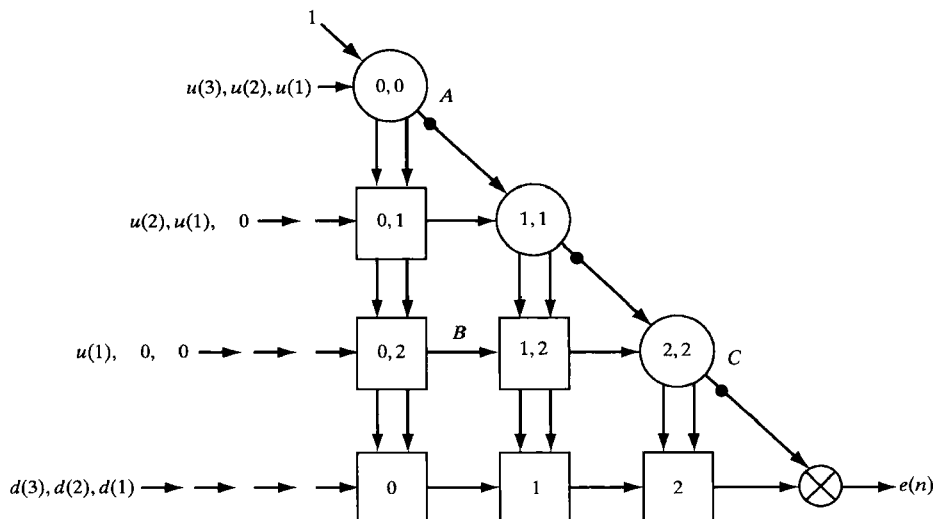 1
u(3), u(2), u(1)
0, 0
A
u(2), u(1), 0
0, 1
1, 1
u(1), 0, 0
0, 2
B
1, 2
2, 2
C
d(3), d(2), d(1)
0
1
2
e(n)